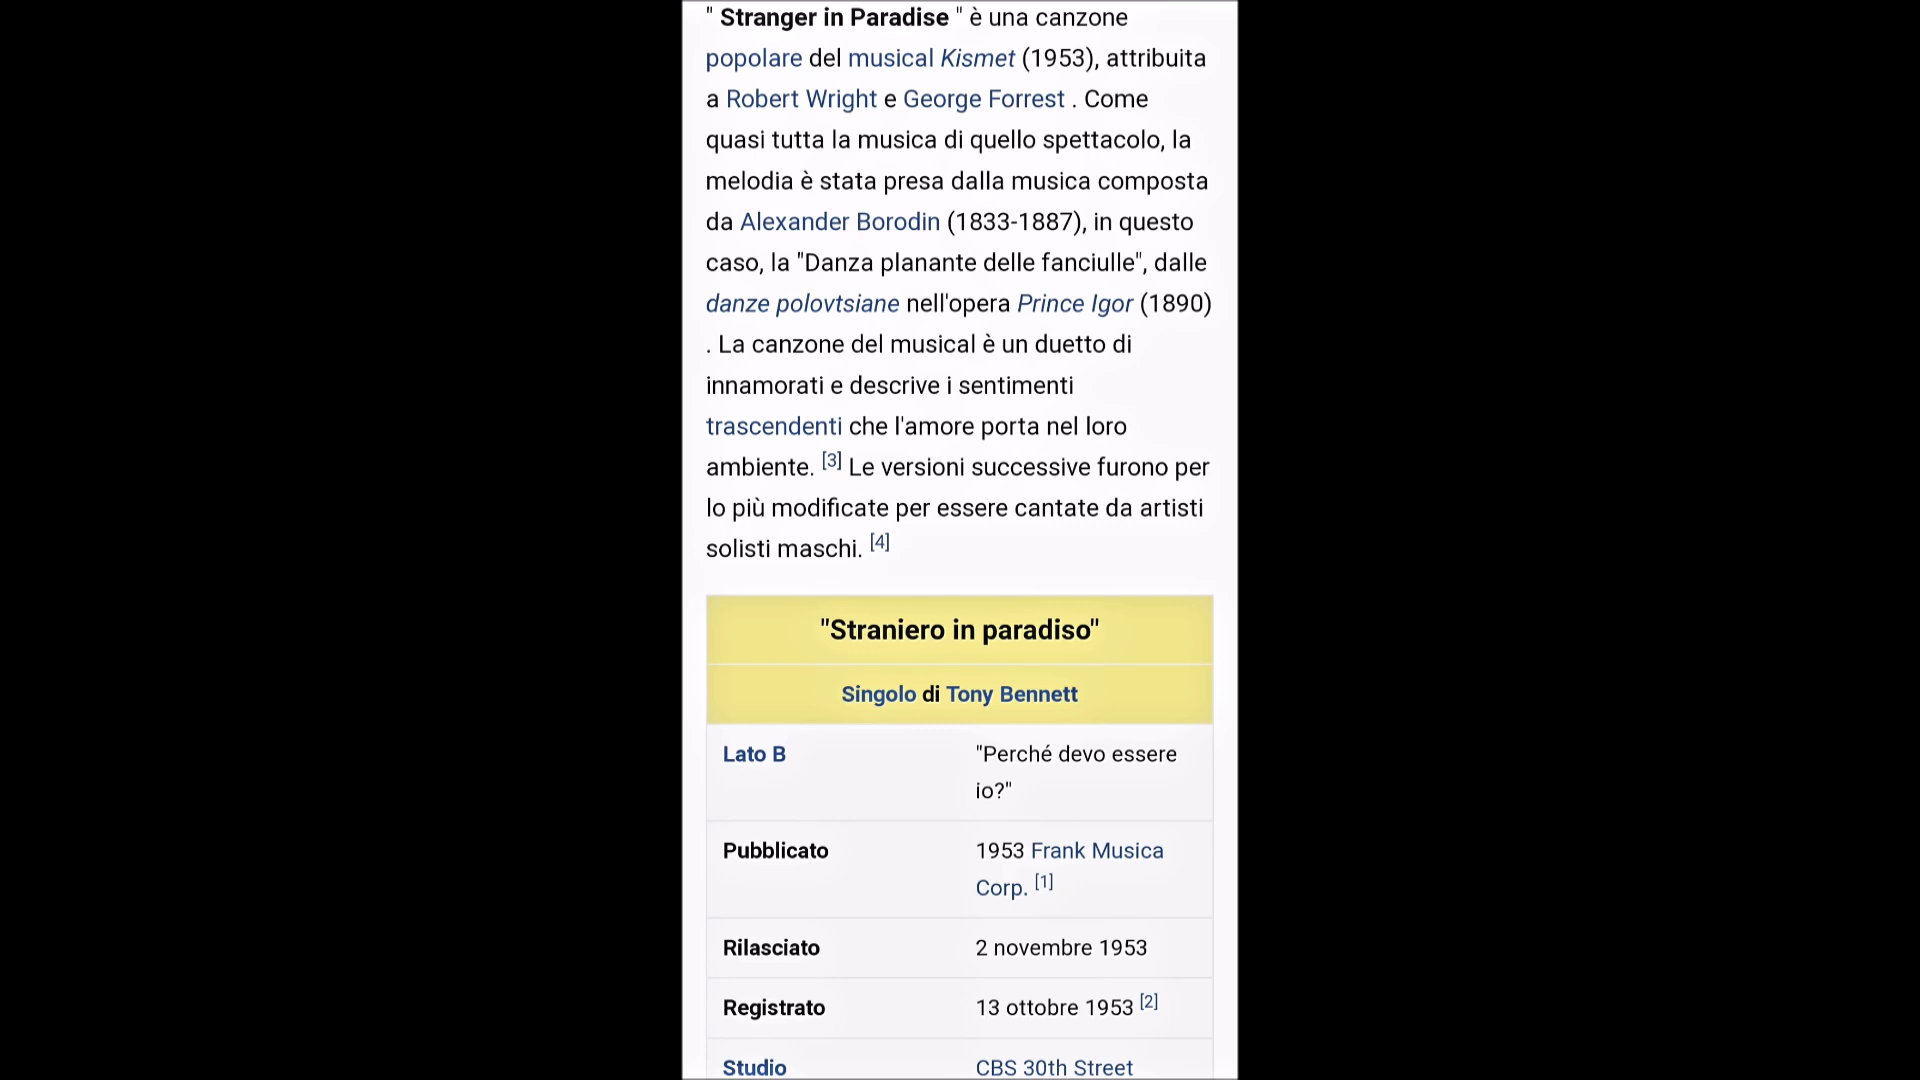 " Stranger in Paradise " è una canzone
popolare del musical Kismet (1953), attribuita
a Robert Wright e George Forrest . Come
quasi tutta la musica di quello spettacolo, la
melodia è stata presa dalla musica composta
da Alexander Borodin (1833-1887), in questo
caso, la "Danza planante delle fanciulle", dalle
danze polovtsiane nell'opera Prince Igor (1890)
. La canzone del musical è un duetto di
innamorati e descrive i sentimenti
trascendenti che l'amore porta nel loro
ambiente. [3] Le versioni successive furono per
lo più modificate per essere cantate da artisti
solisti maschi. [4]
"Straniero in paradiso"
Singolo di Tony Bennett
Lato B "Perché devo essere
io?"
Pubblicato 1953 Frank Musica
Corp. [1]
Rilasciato 2 novembre 1953
Registrato 13 ottobre 1953 [2]
Studio CBS 30th Street